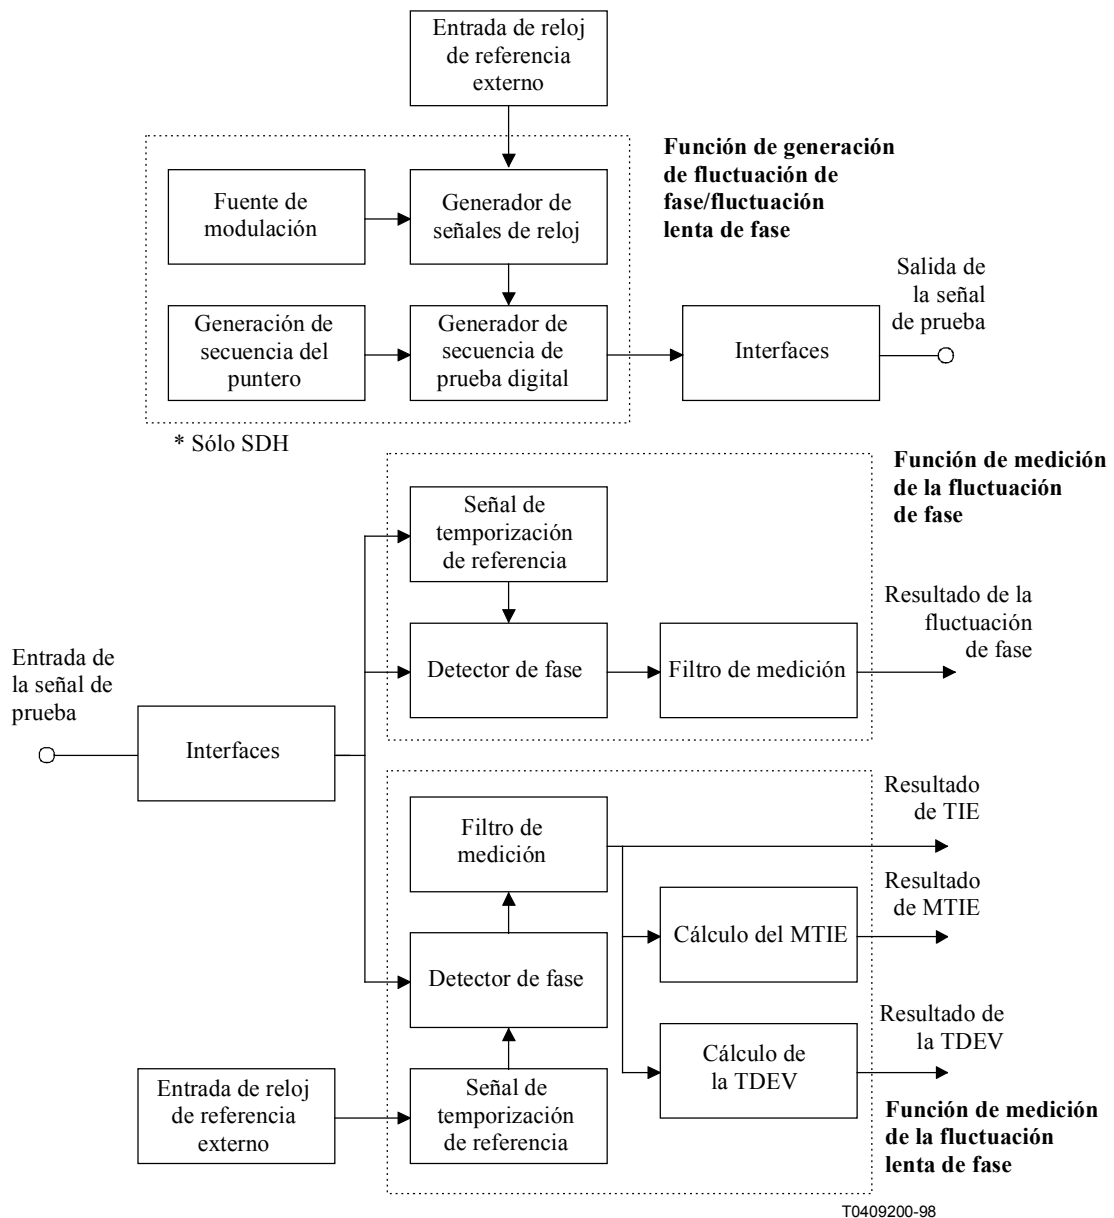 Entrada de reloj
de referencia
externo
Función de generación
de fluctuación de
fase/fluctuación
lenta de fase
Fuente de
modulación
Generador de
señales de reloj
Salida de
la señal
de prueba
Generación de
secuencia del
puntero
Generador de
secuencia de
prueba digital
Interfaces
* Sólo SDH
Función de medición
de la fluctuación
de fase
Señal de
temporización
de referencia
Resultado de la
fluctuación
de fase
Detector de fase
Filtro de medición
Entrada de
la señal de
prueba
Interfaces
Resultado
de TIE
Filtro de
medición
Resultado
de MTIE
Cálculo del MTIE
Detector de fase
Resultado de
la TDEV
Cálculo de
la TDEV
Entrada de reloj
de referencia
externo
Señal de
temporización
de referencia
Función de medición
de la fluctuación
lenta de fase
T0409200-98